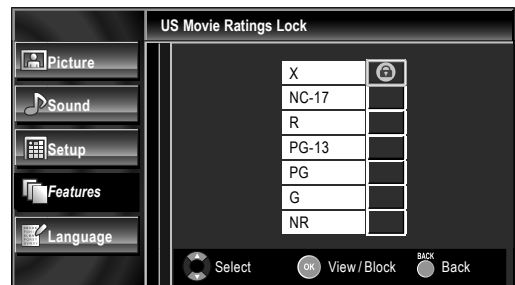 US Movie Ratings Lock
Picture
Sound
Setup
Features
Language
X
NC-17
R
PG-13
PG
G
NR
Select
OK View / Block
BACK Back